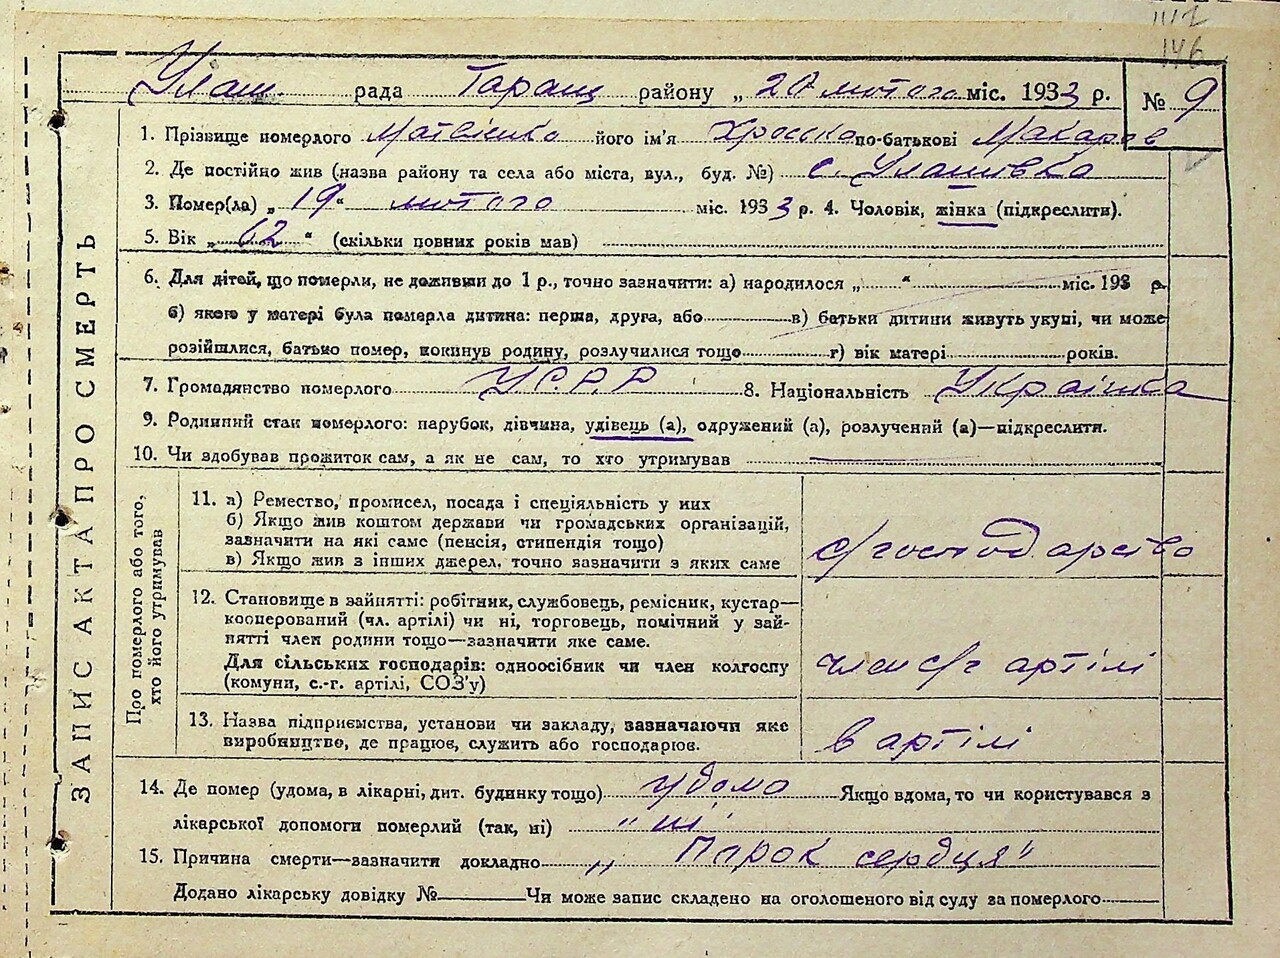 146
Улаш. рада Таращ району „ 20 лютого міс. 1933 р. № 9
1. Прізвище померлого Матвієнко його ім'я по-батькові Макаров
2. Де постійно жив (назва району та села або міста, вул., буд. №) с. Улашівка
3. Помер(ла) „ 19 “ лютого міс. 1933 р. 4. Чоловік, жінка (підкреслити).
5. Вік „ 62 “ (скільки повних років мав)
6. Для дітей, що померли, не доживши до 1 р., точно зазначити: а) народилося „ “ міс. 193 р.
б) якою у матері була померла дитина: перша, друга, або в) батьки дитини живуть укупі, чи може
розійшлися, батько помер, покинув родину, розлучилися тощо г) вік матері років.
7. Громадянство померлого УСРР 8. Національність Українка
9. Родинний стан померлого: парубок, дівчина, удівець (а), одружений (а), розлучений (а)—підкреслити.
10. Чи здобував прожиток сам, а як не сам, то хто утримував
11. а) Ремество, промисел, посада і спеціяльність у них
б) Якщо жив коштом держави чи громадських організацій,
зазначити на які саме (пенсія, стипендія тощо)
в) Якщо жив з інших джерел, точно зазначити з яких саме
с/господарство
12. Становище в зайнятті: робітник, службовець, ремісник, кустар—
кооперований (чл. артілі) чи ні, торговець, помічний у зай-
нятті член родини тощо—зазначити яке саме.
Для сільських господарів: одноосібник чи член колгоспу
(комуни, с.-г. артілі, СОЗ'у)
член с/г артілі
13. Назва підприємства, установи чи закладу, зазначаючи яке
виробництво, де працює, служить або господарює.
в артілі
14. Де помер (удома, в лікарні, дит. будинку тощо) удома Якщо вдома, то чи користувався з
лікарської допомоги померлий (так, ні) " ні "
15. Причина смерти—зазначити докладно „ Парок сердця"
Додано лікарську довідку № Чи може запис складено на оголошеного від суду за померлого
ЗАПИС АКТА ПРО СМЕРТЬ
Про померлого або того,
хто його утримував